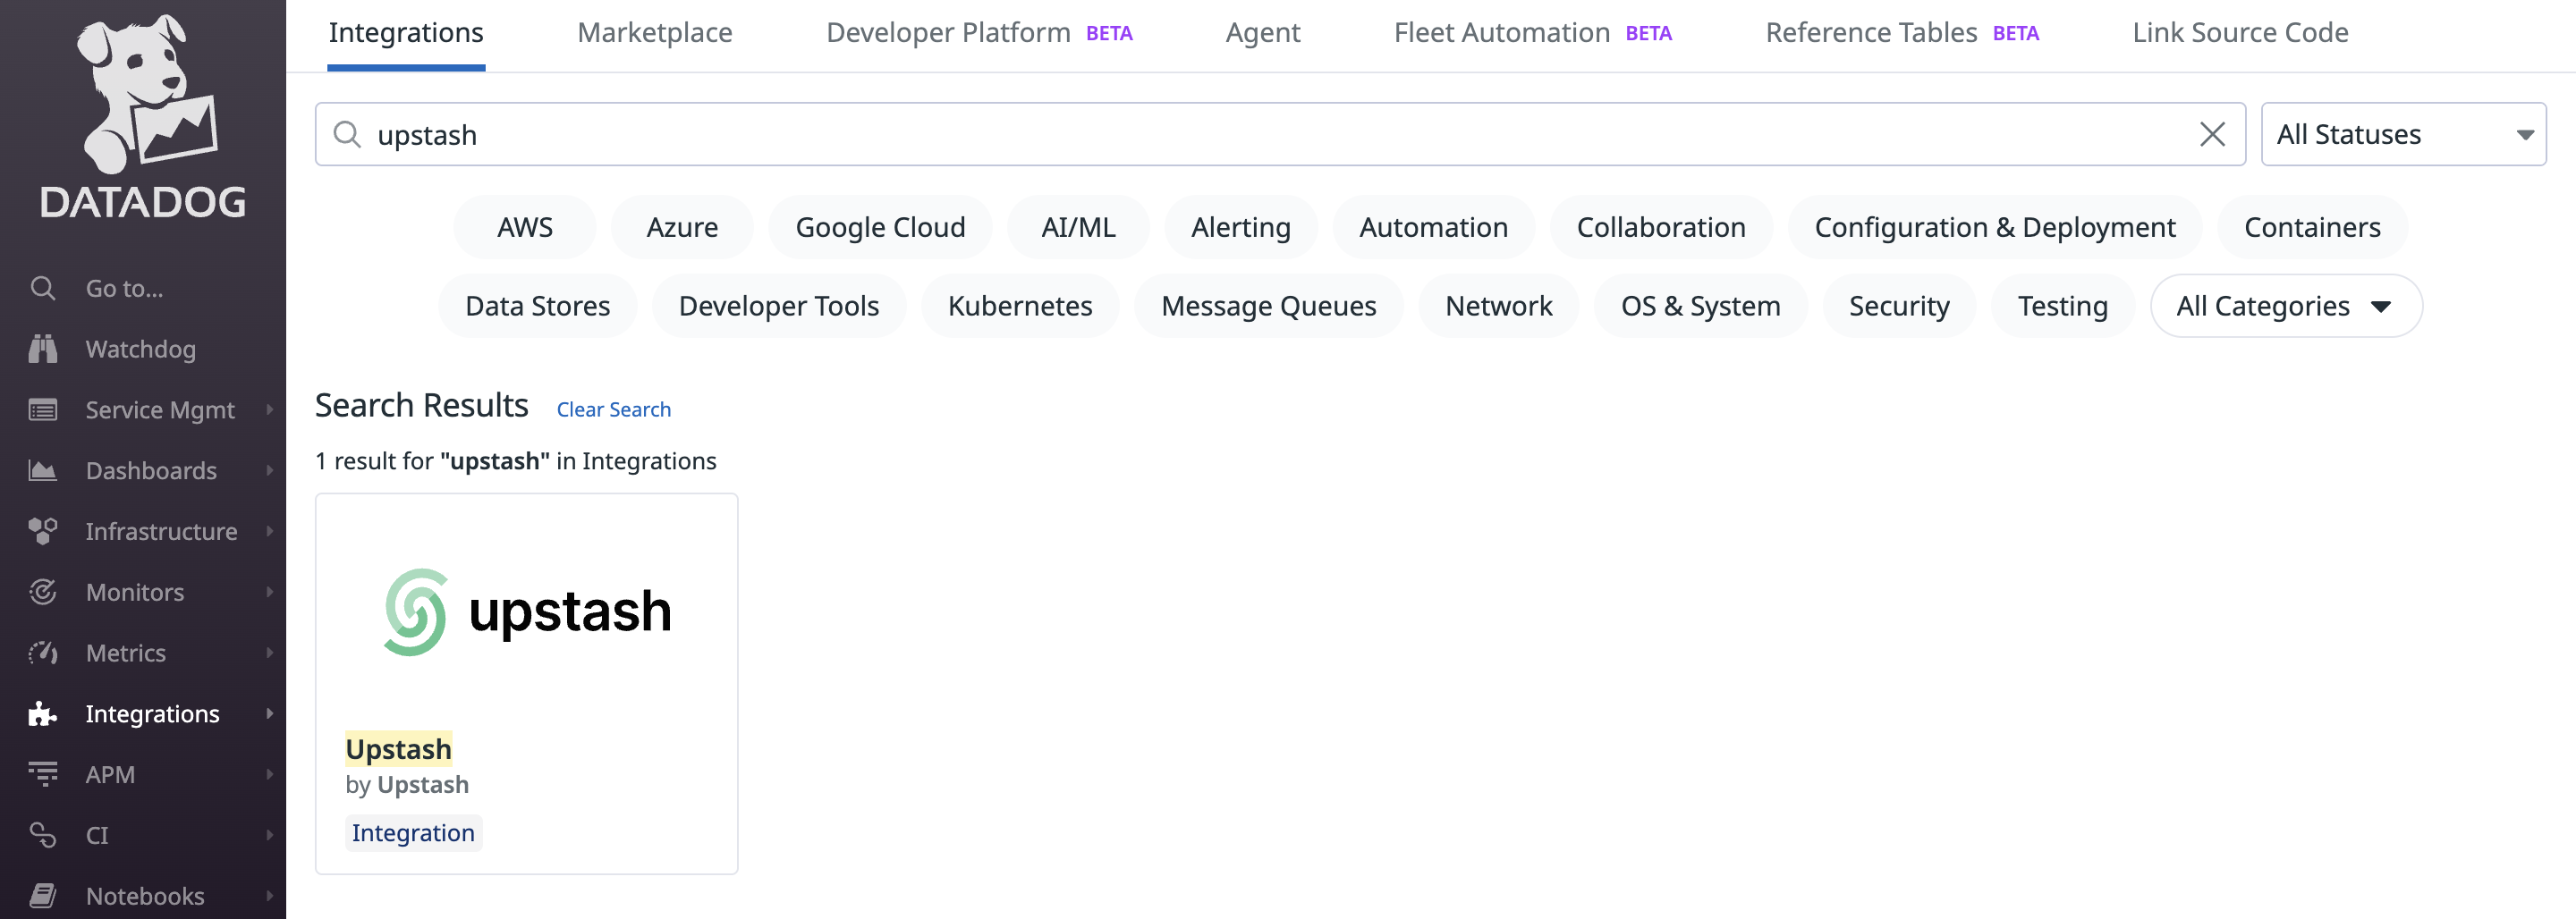 DATADOG
Go to...
Watchdog
Service Mgmt
Dashboards
Infrastructure
Monitors
Metrics
Integrations
APM
CI
Notebooks
Integrations Marketplace Developer Platform BETA Agent Fleet Automation BETA Reference Tables BETA Link Source Code
upstash All Statuses
AWS Azure Google Cloud AI/ML Alerting Automation Collaboration Configuration & Deployment Containers
Data Stores Developer Tools Kubernetes Message Queues Network OS & System Security Testing All Categories
Search Results Clear Search
1 result for "upstash" in Integrations
upstash
Upstash
by Upstash
Integration